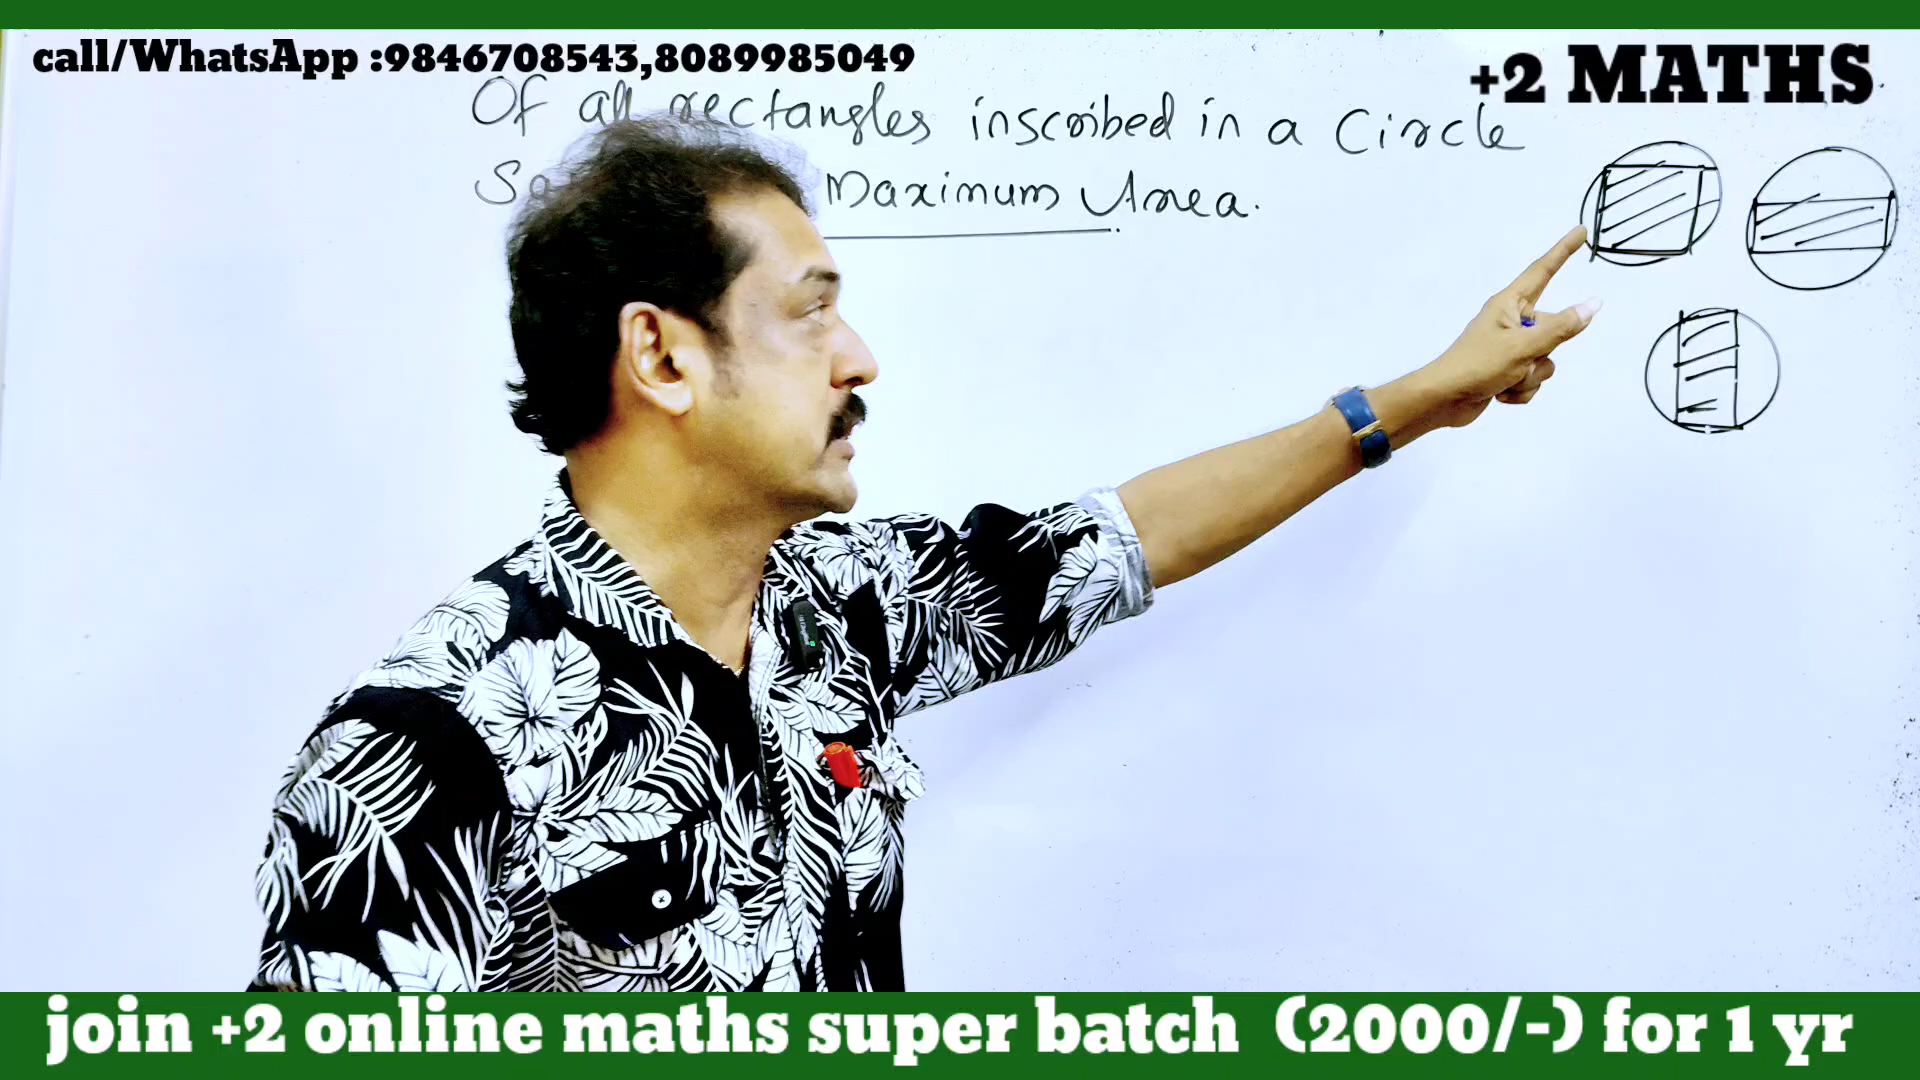 call/WhatsApp :9846708543,8089985049
+2 MATHS
Of all rectangles inscribed in a Circle
Maximum Area.
join +2 online maths super batch (2000/-) for 1 yr